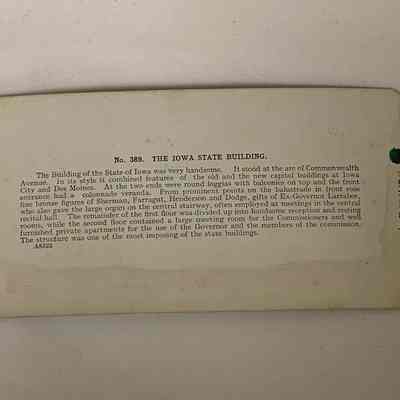 No. 389. THE IOWA STATE BUILDING.
The Building of the State of Iowa was very handsome. It stood at the arc of Commonwealth
Avenue. In its style it combined features of the old and the new capitol buildings at Iowa
City and Des Moines. At the two ends were round loggias with balconies on top and the front
entrance had a colonnade veranda. From prominent points on the balustrade in front rose
fine bronze figures of Sherman, Farragut, Henderson and Dodge, gifts of Ex-Governor Larrabee,
who also gave the large organ on the central stairway, often employed at meetings in the central
recital hall. The remainder of the first floor was divided up into handsome reception and resting
rooms, while the second floor contained a large meeting room for the Commissioners and well
furnished private apartments for the use of the Governor and the members of the commission.
The structure was one of the most imposing of the state buildings.